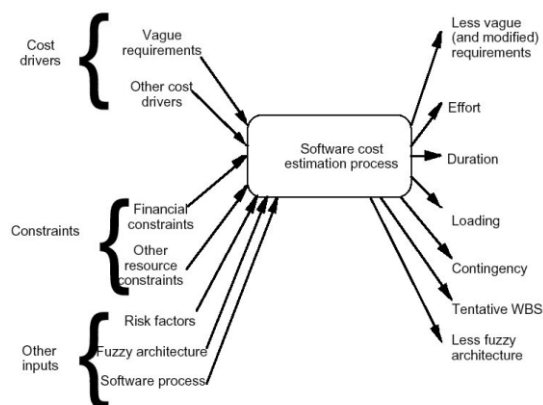 Cost
drivers
Vague
requirements
Other cost
drivers
Constraints
Financial
constraints
Other
resource
constraints
Other
inputs
Risk factors
Fuzzy architecture
Software process
Software cost
estimation process
Less vague
(and modified)
requirements
Effort
Duration
Loading
Contingency
Tentative WBS
Less fuzzy
architecture